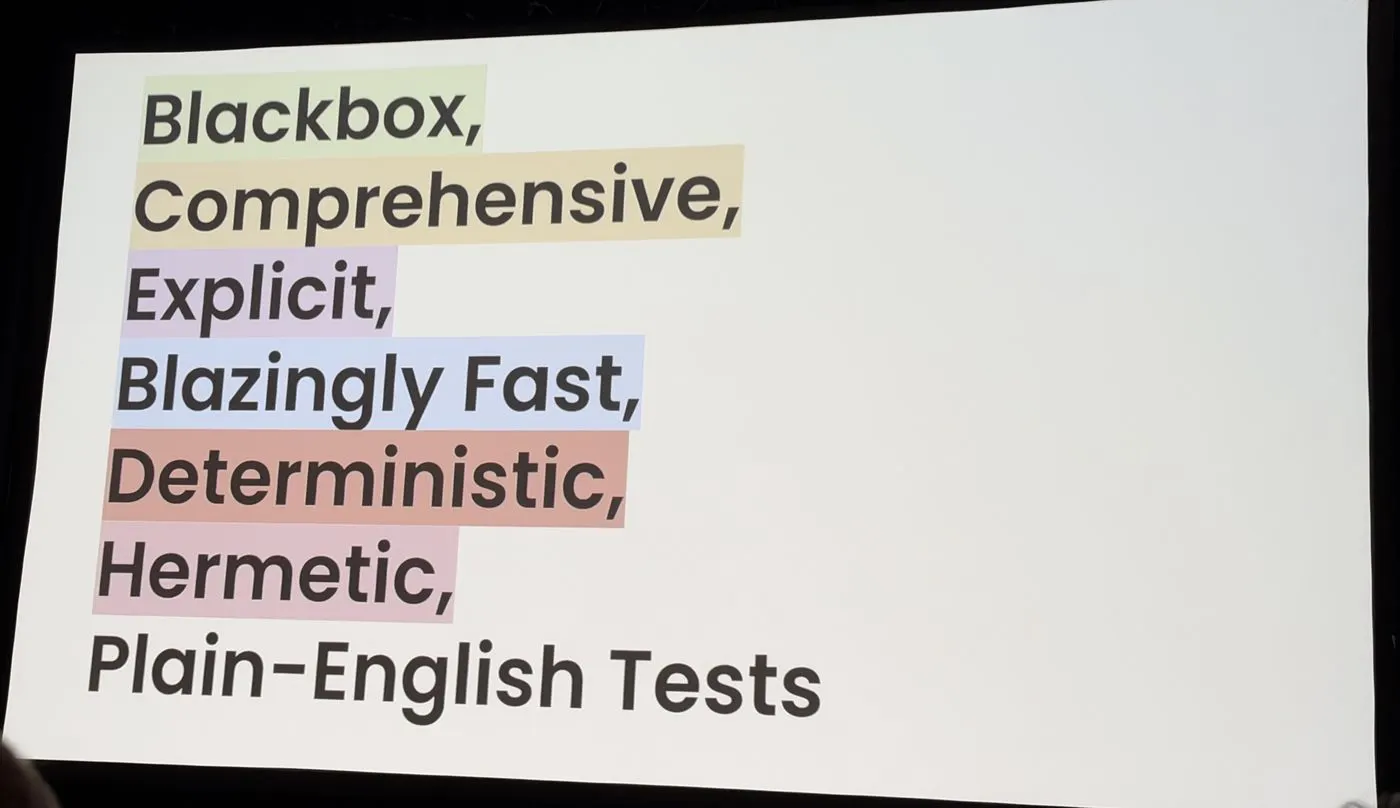 Blackbox,
Comprehensive,
Explicit,
Blazingly Fast,
Deterministic,
Hermetic,
Plain-English Tests